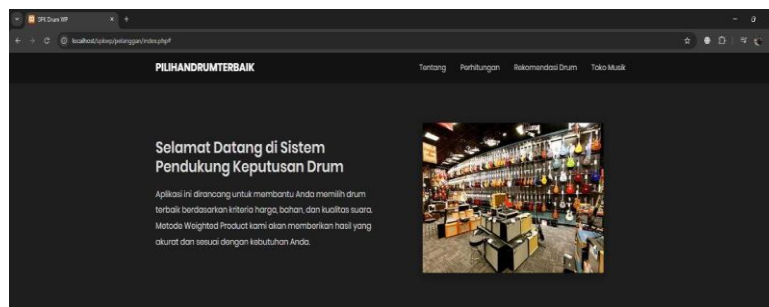 SPK Drum WP
localhost/spkwp/pelanggan/index.php#
PILIHANDRUMTERBAIK
Tentang Perhitungan Rekomendasi Drum Toko Musik
Selamat Datang di Sistem
Pendukung Keputusan Drum
Aplikasi ini dirancang untuk membantu Anda memilih drum
terbaik berdasarkan kriteria harga, bahan, dan kualitas suara.
Metode Weighted Product kami akan memberikan hasil yang
akurat dan sesuai dengan kebutuhan Anda.